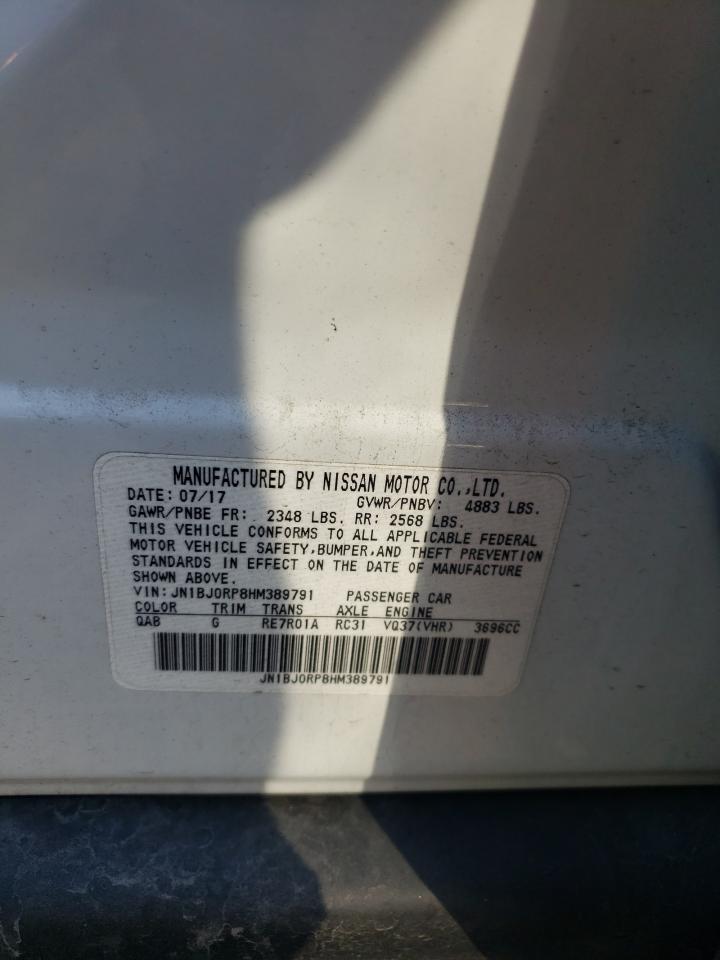 MANUFACTURED BY NISSAN MOTOR CO.,LTD.
DATE: 07/17 GVWR/PNBV: 4883 LBS.
GAWR/PNBE FR: 2348 LBS. RR: 2568 LBS.
THIS VEHICLE CONFORMS TO ALL APPLICABLE FEDERAL
MOTOR VEHICLE SAFETY,BUMPER,AND THEFT PREVENTION
STANDARDS IN EFFECT ON THE DATE OF MANUFACTURE
SHOWN ABOVE.
VIN: JN1BJ0RP8HM389791 PASSENGER CAR
COLOR TRIM TRANS AXLE ENGINE
QAB G RE7R01A RC31 VQ37(VHR) 3696CC
JN1BJ0RP8HM389791